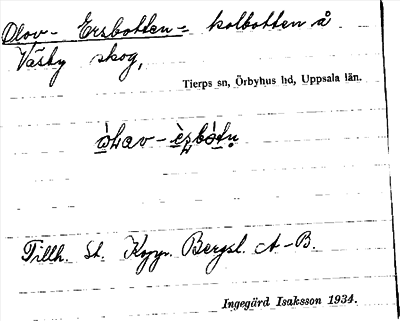 Olov-Ersbotten = kolbotten å
Väsby skog,
Tierps sn, Örbyhus hd, Uppsala län.
Tillh. St. Kopp. Bergsl. A-B.
Ingegärd Isaksson 1934.